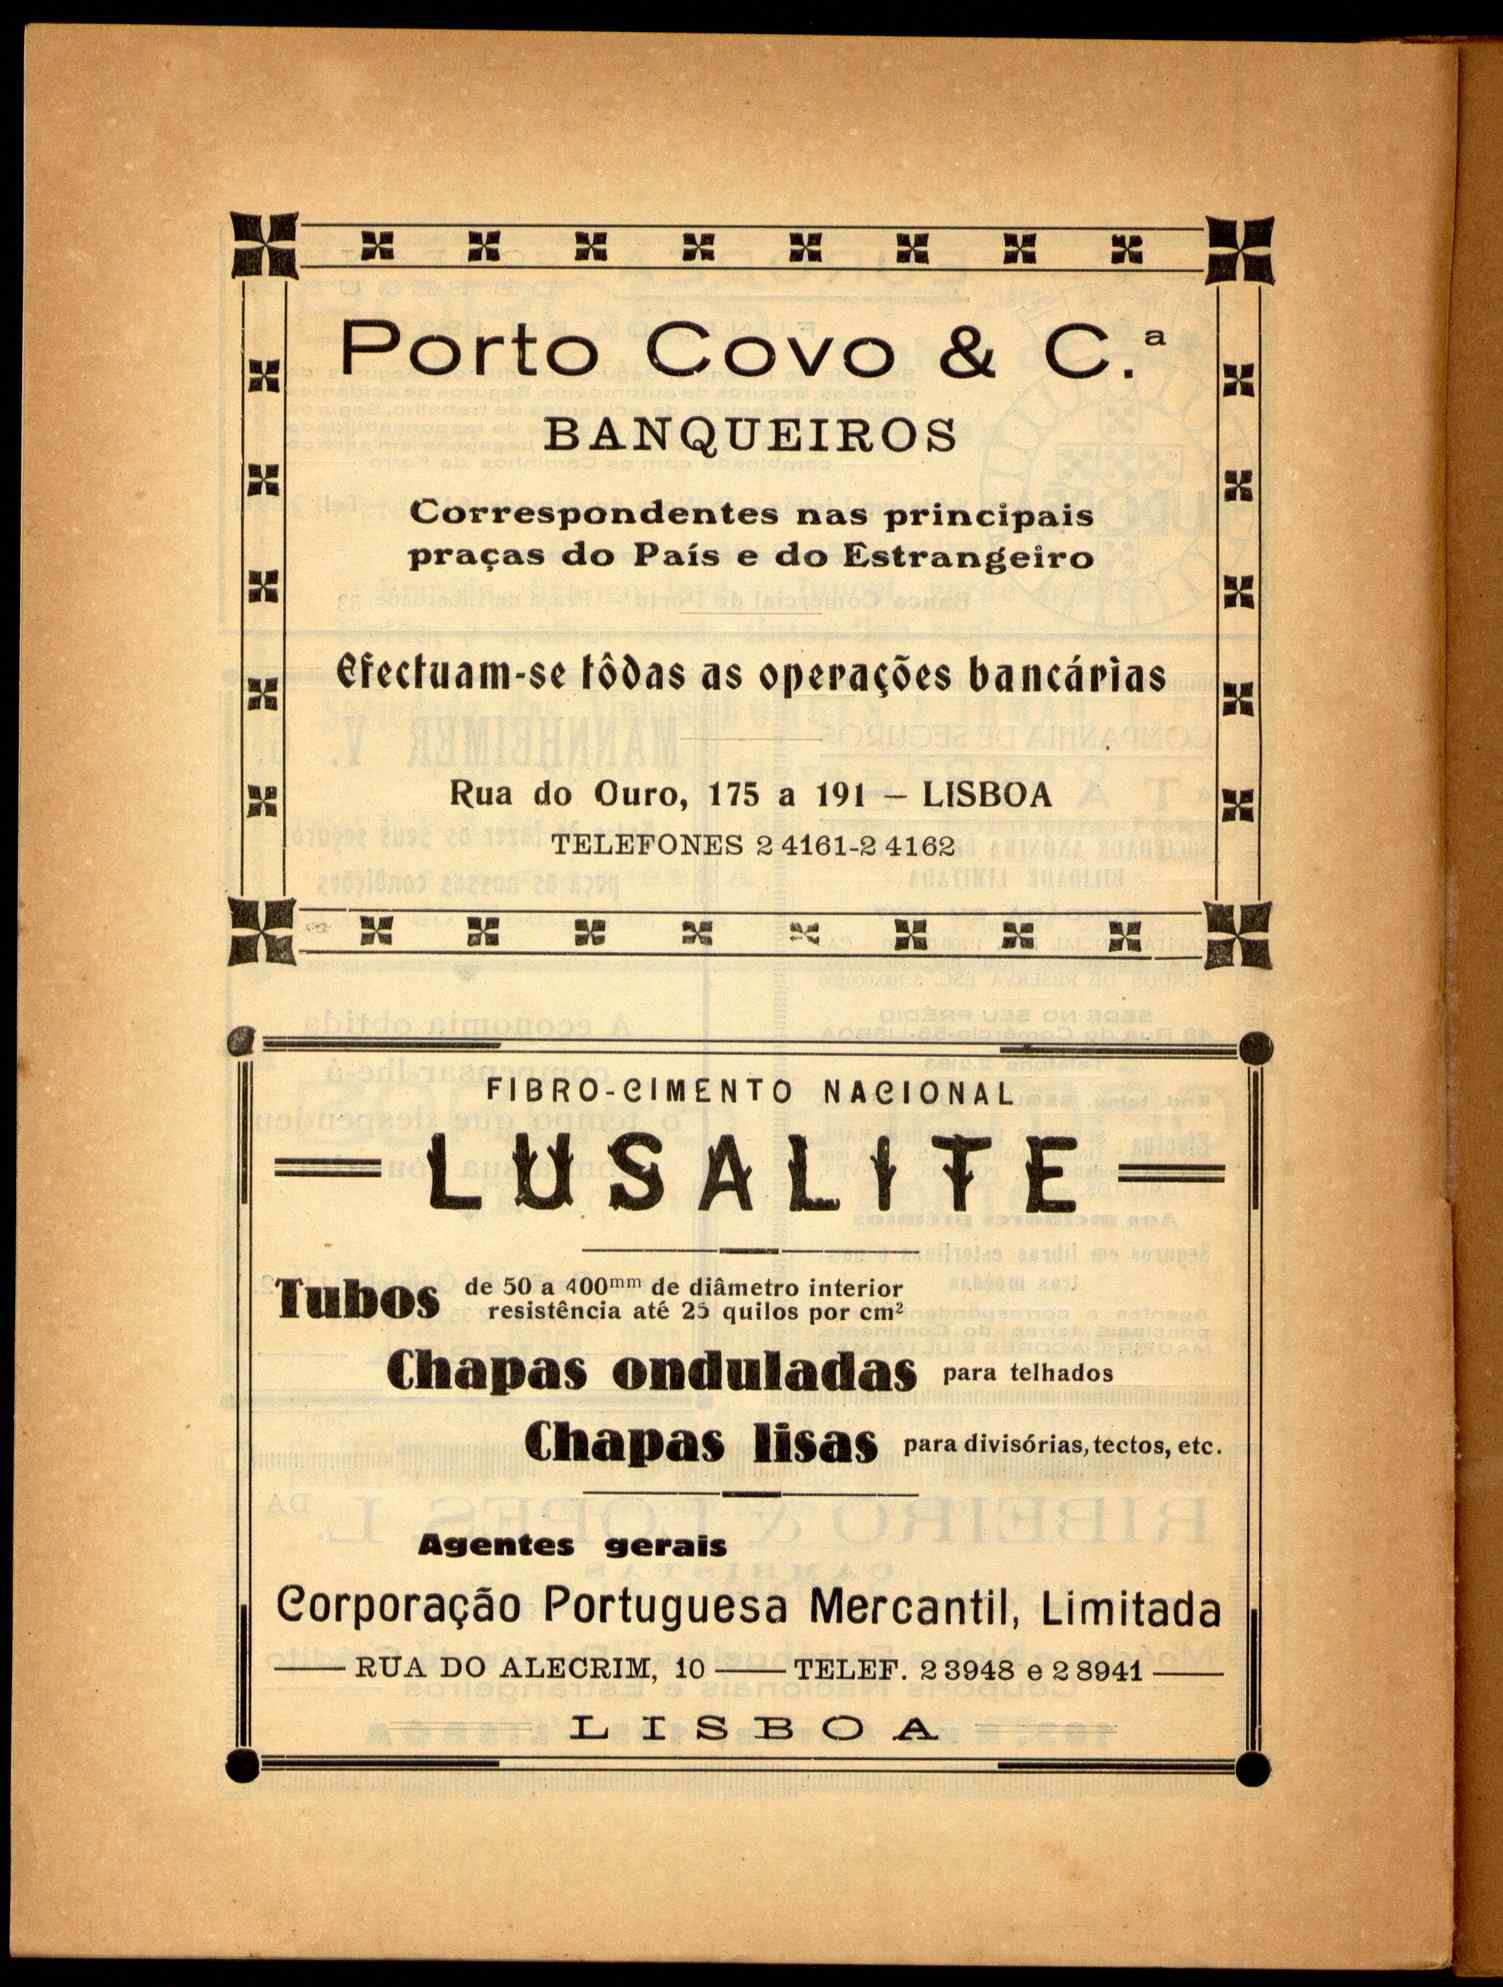 Porto Covo & C.ª
BANQUEIROS
Correspondentes nas principais
praças do País e do Estrangeiro
Efectuam-se tôdas as operações bancárias
Rua do Ouro, 175 a 191 — LISBOA
TELEFONES 2 4161-2 4162
FIBRO-CIMENTO NACIONAL
LUSALITE
Tubos de 50 a 400mm de diâmetro interior
resistência até 25 quilos por cm²
Chapas onduladas para telhados
Chapas lisas para divisórias, tectos, etc.
Agentes gerais
Corporação Portuguesa Mercantil, Limitada
RUA DO ALECRIM, 10 — TELEF. 2 3948 e 2 8941
LISBOA